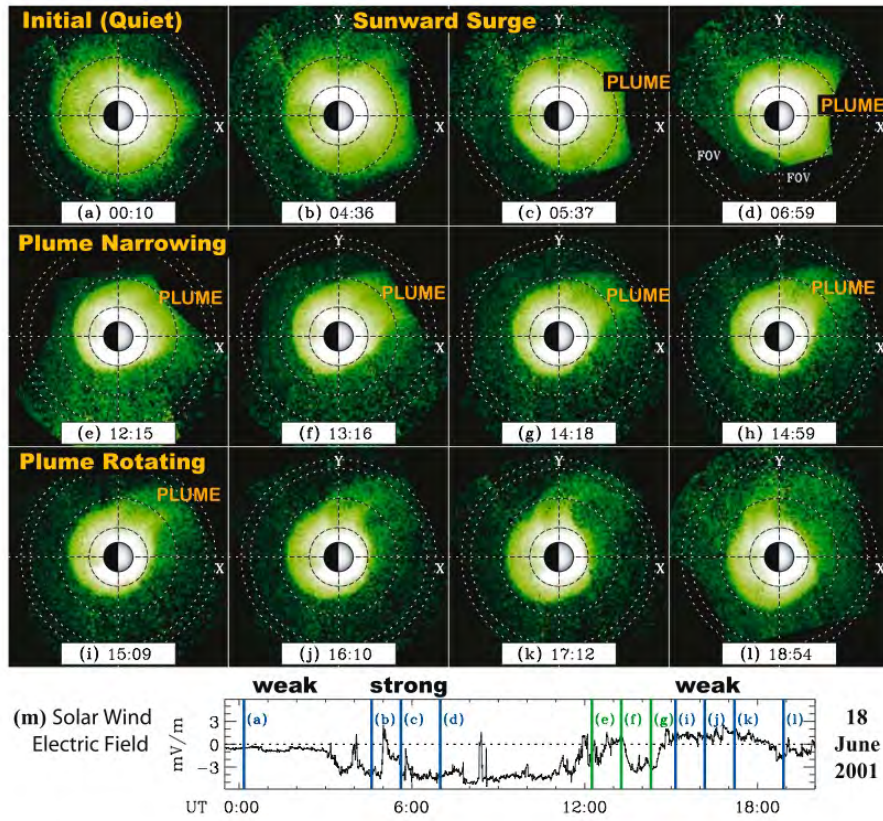 Initial (Quiet)
Sunward Surge
Y Y Y
PLUME
PLUME
X X X X
FOV
FOV
(a) 00:10
(b) 04:36
(c) 05:37
(d) 06:59
Plume Narrowing
Y Y Y
PLUME
PLUME
PLUME
PLUME
X X X X
(e) 12:15
(f) 13:16
(g) 14:18
(h) 14:59
Plume Rotating
Y Y Y
PLUME
X X X X
(i) 15:09
(j) 16:10
(k) 17:12
(l) 18:54
weak strong weak
(m) Solar Wind
Electric Field
mV/m
3
0
-3
(a) (b) (c) (d) (e) (f) (g) (i) (j) (k) (l)
18
June
2001
UT 0:00 6:00 12:00 18:00